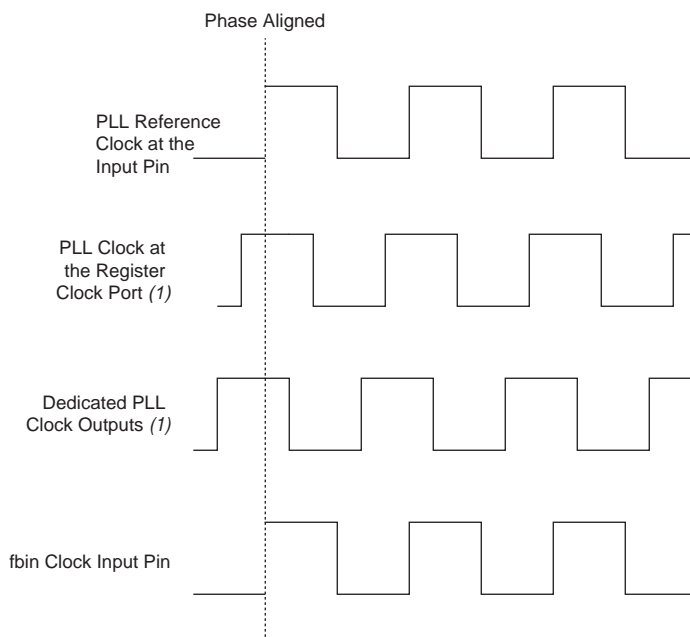 Phase Aligned
PLL Reference
Clock at the
Input Pin
PLL Clock at
the Register
Clock Port (1)
Dedicated PLL
Clock Outputs (1)
fbin Clock Input Pin